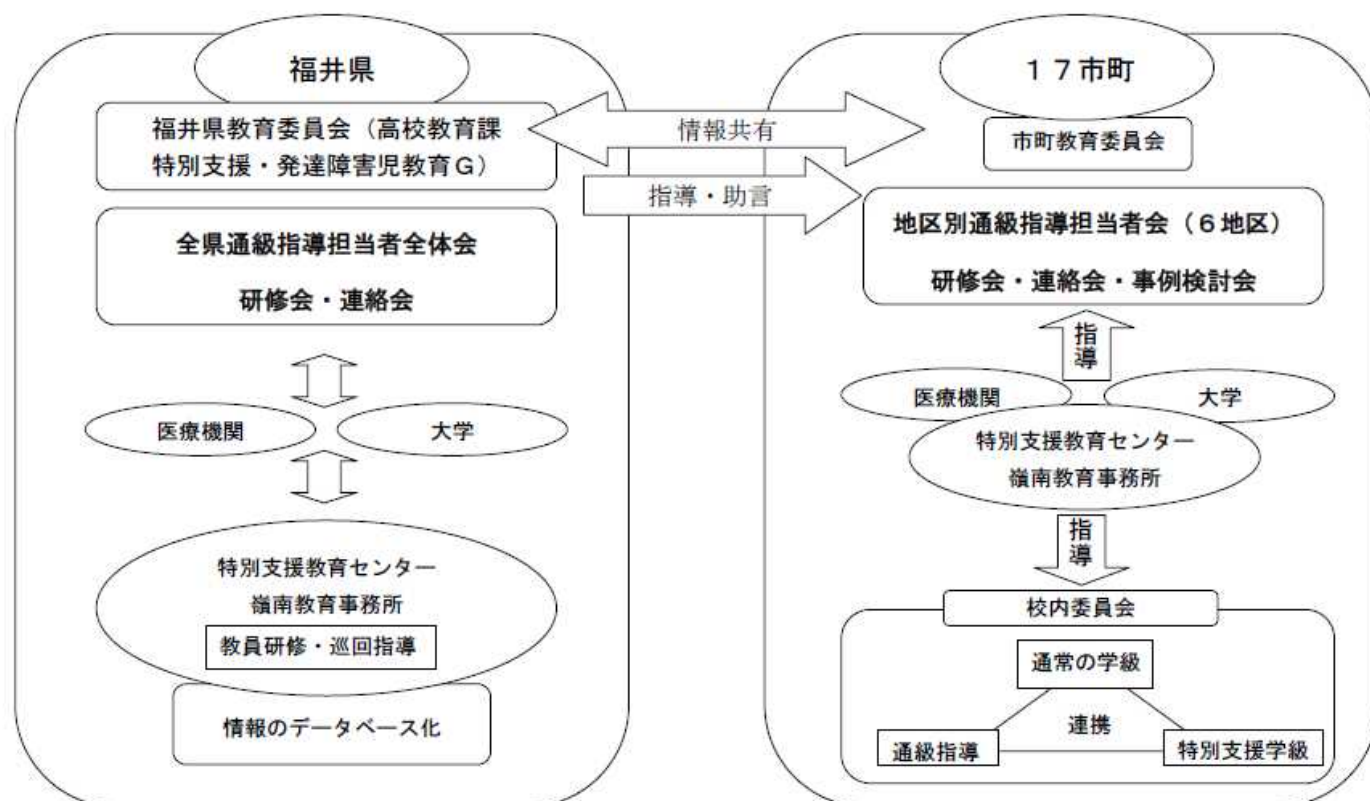 福井県
福井県教育委員会(高校教育課
特別支援・発達障害児教育G)
全県通級指導担当者全体会
研修会・連絡会
医療機関
大学
特別支援教育センター
嶺南教育事務所
教員研修・巡回指導
情報のデータベース化
情報共有
指導・助言
17市町
市町教育委員会
地区別通級指導担当者会(6地区)
研修会・連絡会・事例検討会
指導
医療機関
大学
特別支援教育センター
嶺南教育事務所
指導
校内委員会
通常の学級
連携
通級指導
特別支援学級